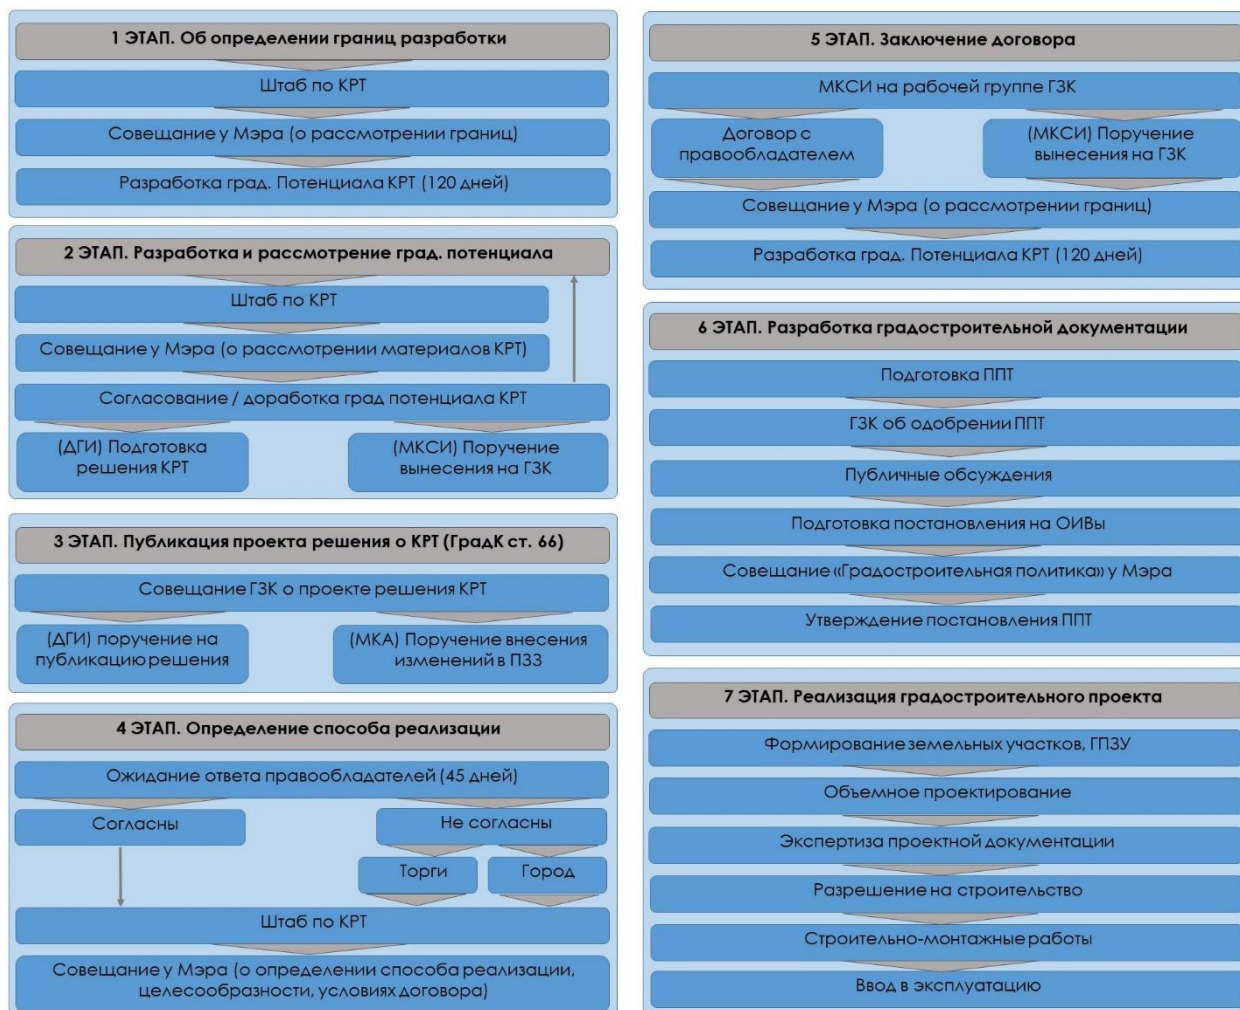 1 ЭТАП. Об определении границ разработки
Штаб по КРТ
Совещание у Мэра (о рассмотрении границ)
Разработка град. Потенциала КРТ (120 дней)
2 ЭТАП. Разработка и рассмотрение град. потенциала
Штаб по КРТ
Совещание у Мэра (о рассмотрении материалов КРТ)
Согласование / доработка град потенциала КРТ
(ДГИ) Подготовка
решения КРТ
(МКСИ) Поручение
вынесения на ГЗК
3 ЭТАП. Публикация проекта решения о КРТ (ГрадК ст. 66)
Совещание ГЗК о проекте решения КРТ
(ДГИ) поручение на
публикацию решения
(МКА) Поручение внесения
изменений в ПЗЗ
4 ЭТАП. Определение способа реализации
Ожидание ответа правообладателей (45 дней)
Согласны
Не согласны
Торги
Город
Штаб по КРТ
Совещание у Мэра (о определении способа реализации,
целесообразности, условиях договора)
5 ЭТАП. Заключение договора
МКСИ на рабочей группе ГЗК
Договор с
правообладателем
(МКСИ) Поручение
вынесения на ГЗК
Совещание у Мэра (о рассмотрении границ)
Разработка град. Потенциала КРТ (120 дней)
6 ЭТАП. Разработка градостроительной документации
Подготовка ППТ
ГЗК об одобрении ППТ
Публичные обсуждения
Подготовка постановления на ОИВы
Совещание «Градостроительная политика» у Мэра
Утверждение постановления ППТ
7 ЭТАП. Реализация градостроительного проекта
Формирование земельных участков, ГПЗУ
Объемное проектирование
Экспертиза проектной документации
Разрешение на строительство
Строительно-монтажные работы
Ввод в эксплуатацию